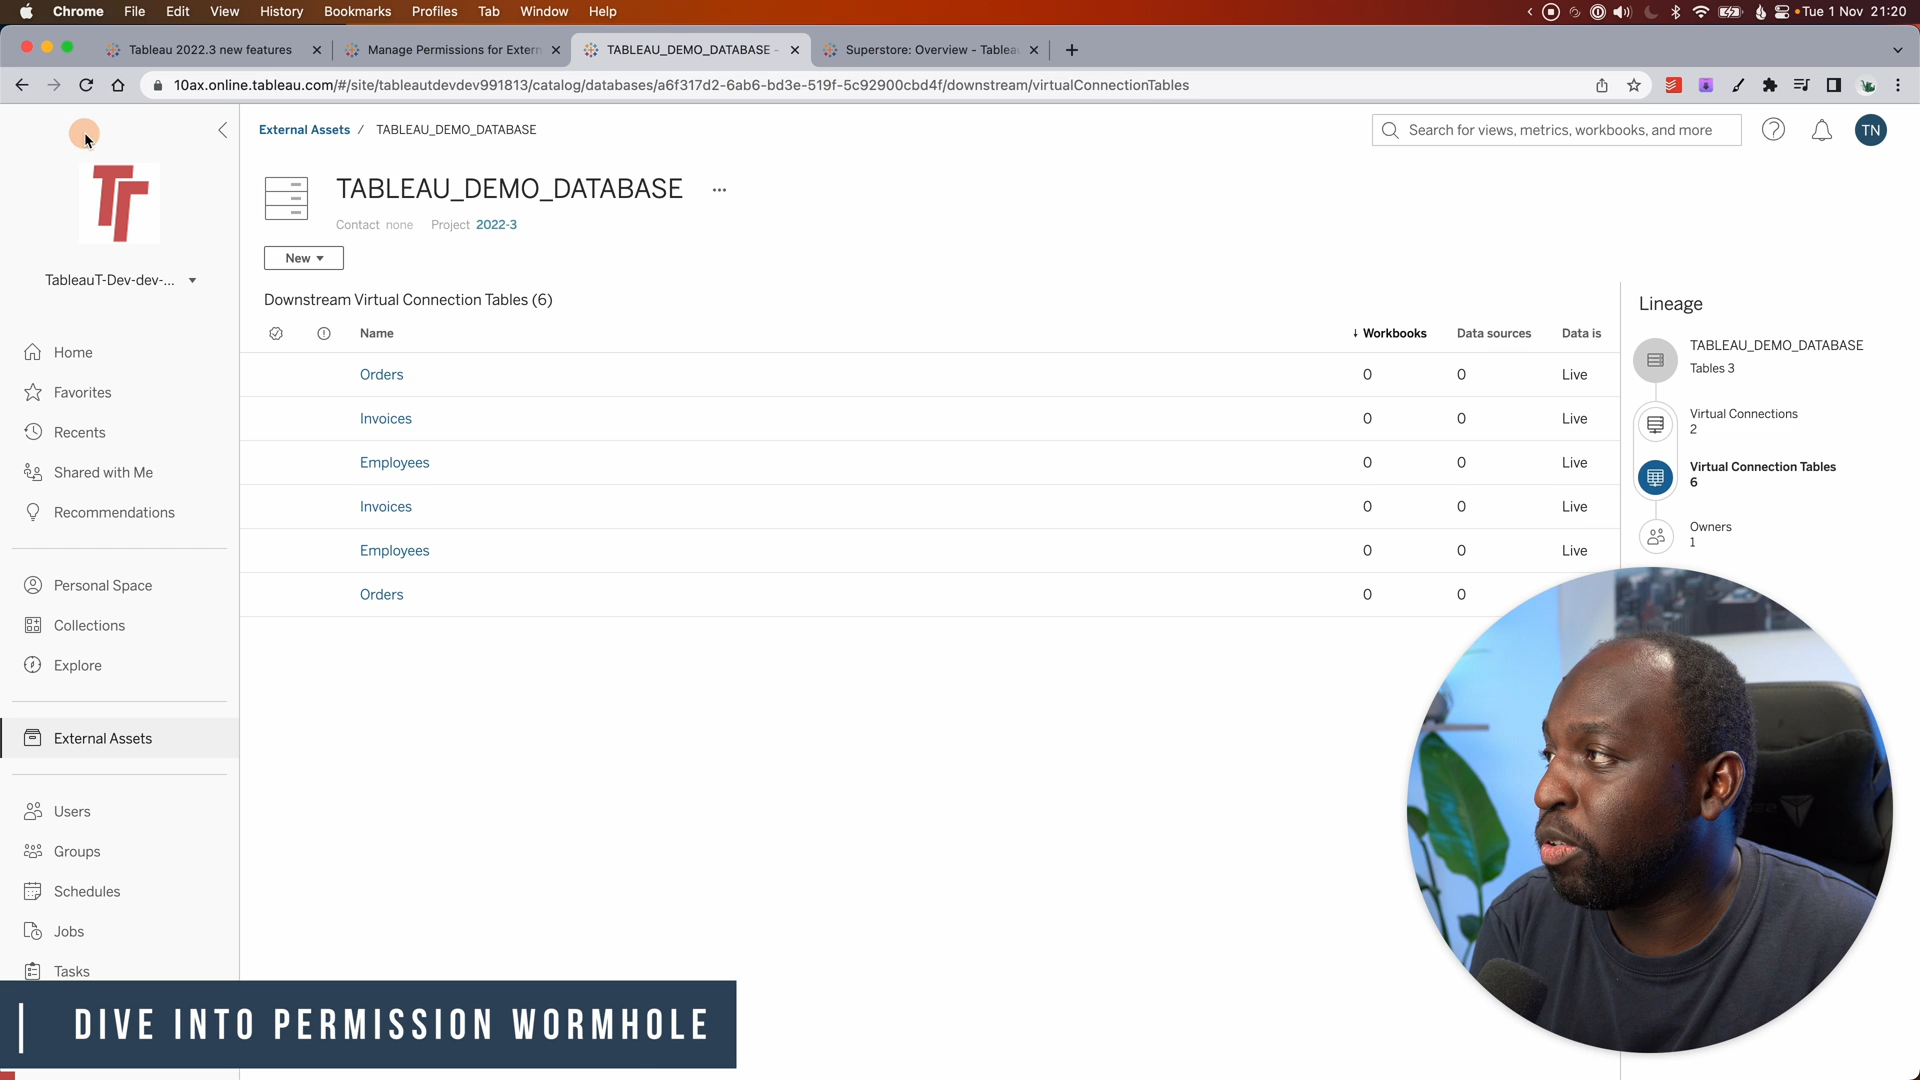 Chrome File Edit View History Bookmarks Profiles Tab Window Help Tue 1 Nov 21:20
Tableau 2022.3 new features Manage Permissions for Extern TABLEAU_DEMO_DATABASE - Superstore: Overview - Tablea
10ax.online.tableau.com/#/site/tableautdevdev991813/catalog/databases/a6f317d2-6ab6-bd3e-519f-5c92900cbd4f/downstream/virtualConnectionTables
External Assets / TABLEAU_DEMO_DATABASE
Search for views, metrics, workbooks, and more
TN
TABLEAU_DEMO_DATABASE ...
Contact none Project 2022-3
New
TableauT-Dev-dev-...
Home
Favorites
Recents
Shared with Me
Recommendations
Personal Space
Collections
Explore
External Assets
Users
Groups
Schedules
Jobs
Tasks
Downstream Virtual Connection Tables (6)
Name ↓ Workbooks Data sources Data is
Orders 0 0 Live
Invoices 0 0 Live
Employees 0 0 Live
Invoices 0 0 Live
Employees 0 0 Live
Orders 0 0
Lineage
TABLEAU_DEMO_DATABASE
Tables 3
Virtual Connections
2
Virtual Connection Tables
6
Owners
1
DIVE INTO PERMISSION WORMHOLE